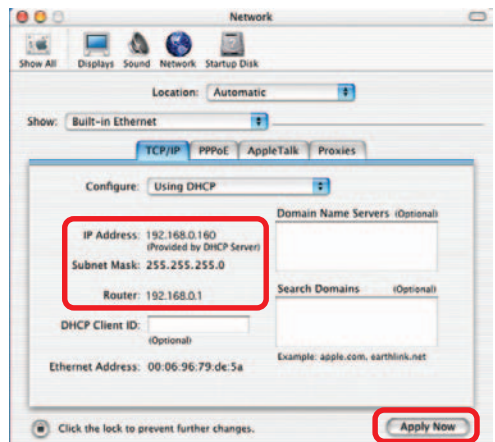 Network
Show All Displays Sound Network Startup Disk
Location: Automatic
Show: Built-in Ethernet
TCP/IP PPPoE AppleTalk Proxies
Configure: Using DHCP
Domain Name Servers (Optional)
IP Address: 192.168.0.160
(Provided by DHCP Server)
Subnet Mask: 255.255.255.0
Router: 192.168.0.1
Search Domains (Optional)
DHCP Client ID:
(Optional)
Example: apple.com, earthlink.net
Ethernet Address: 00:06:96:79:de:5a
Click the lock to prevent further changes.
Apply Now